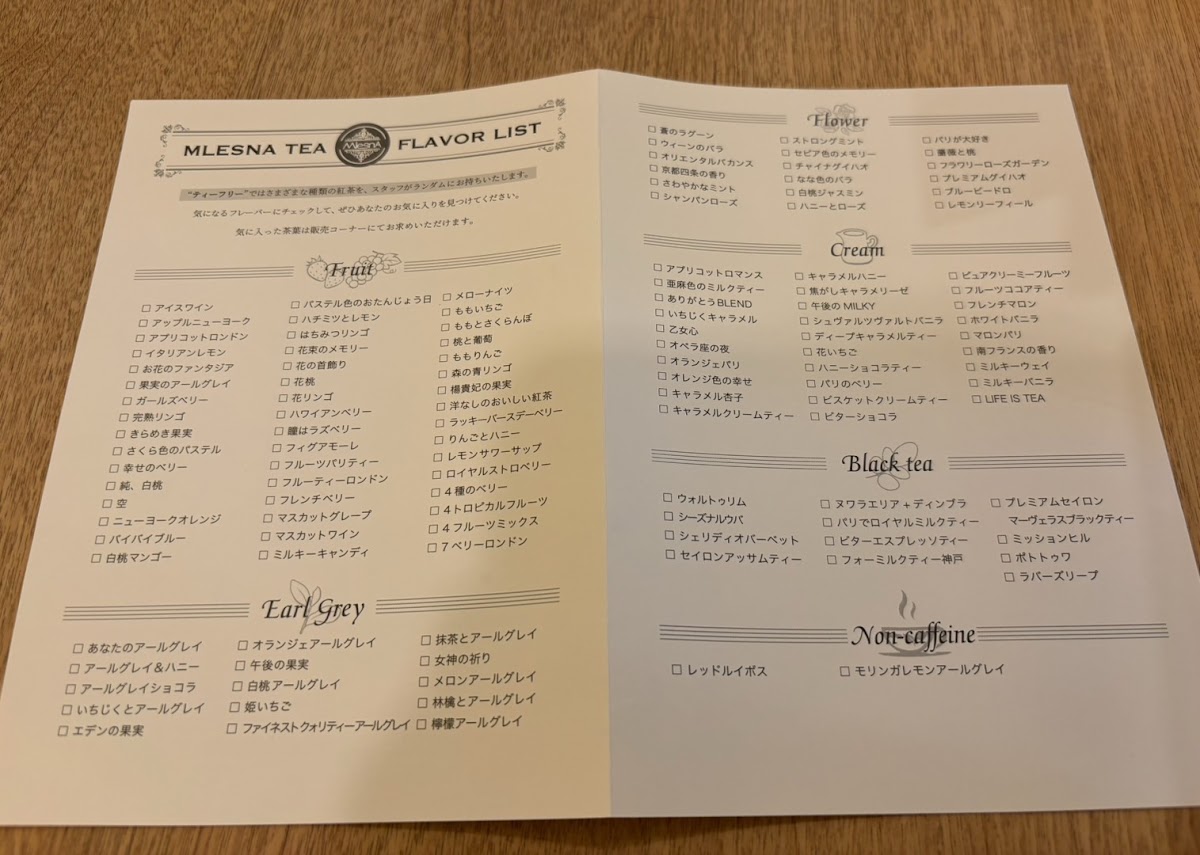 MLESNA TEA MlesnA FLAVOR LIST
“ティーフリー”ではさまざまな種類の紅茶を、スタッフがランダムにお持ちいたします。
気になるフレーバーにチェックして、ぜひあなたのお気に入りを見つけてください。
気に入った茶葉は販売コーナーにてお求めいただけます。
Fruit
□ アイスワイン
□ アップルニューヨーク
□ アプリコットロンドン
□ イタリアンレモン
□ お花のファンタジア
□ 果実のアールグレイ
□ ガールズベリー
□ 完熟リンゴ
□ きらめき果実
□ さくら色のパステル
□ 幸せのベリー
□ 純、白桃
□ 空
□ ニューヨークオレンジ
□ バイバイブルー
□ 白桃マンゴー
□ パステル色のおたんじょう日
□ ハチミツとレモン
□ はちみつリンゴ
□ 花束のメモリー
□ 花の首飾り
□ 花桃
□ 花リンゴ
□ ハワイアンベリー
□ 瞳はラズベリー
□ フィグアモーレ
□ フルーツパリティー
□ フルーティーロンドン
□ フレンチベリー
□ マスカットグレープ
□ マスカットワイン
□ ミルキーキャンディ
□ メローナイツ
□ ももいちご
□ ももとさくらんぼ
□ 桃と葡萄
□ ももりんご
□ 森の青リンゴ
□ 楊貴妃の果実
□ 洋なしのおいしい紅茶
□ ラッキーバースデーベリー
□ りんごとハニー
□ レモンサワーサップ
□ ロイヤルストロベリー
□ 4種のベリー
□ 4トロピカルフルーツ
□ 4フルーツミックス
□ 7ベリーロンドン
Earl Grey
□ あなたのアールグレイ
□ アールグレイ&ハニー
□ アールグレイショコラ
□ いちじくとアールグレイ
□ エデンの果実
□ オランジェアールグレイ
□ 午後の果実
□ 白桃アールグレイ
□ 姫いちご
□ ファイネストクォリティーアールグレイ
□ 抹茶とアールグレイ
□ 女神の祈り
□ メロンアールグレイ
□ 林檎とアールグレイ
□ 檸檬アールグレイ
Flower
□ 蒼のラグーン
□ ウィーンのバラ
□ オリエンタルバカンス
□ 京都四条の香り
□ さわやかなミント
□ シャンパンローズ
□ ストロングミント
□ セピア色のメモリー
□ チャイナゲイハオ
□ なな色のバラ
□ 白桃ジャスミン
□ ハニーとローズ
□ パリが大好き
□ 薔薇と桃
□ フラワリーローズガーデン
□ プレミアムゲイハオ
□ ブルービードロ
□ レモンリーフィール
Cream
□ アプリコットロマンス
□ 亜麻色のミルクティー
□ ありがとうBLEND
□ いちじくキャラメル
□ 乙女心
□ オペラ座の夜
□ オランジェパリ
□ オレンジ色の幸せ
□ キャラメル杏子
□ キャラメルクリームティー
□ キャラメルハニー
□ 焦がしキャラメリーゼ
□ 午後の MILKY
□ シュヴァルツヴァルトバニラ
□ ディープキャラメルティー
□ 花いちご
□ ハニーショコラティー
□ パリのベリー
□ ビスケットクリームティー
□ ビターショコラ
□ ピュアクリーミーフルーツ
□ フルーツココアティー
□ フレンチマロン
□ ホワイトバニラ
□ マロンパリ
□ 南フランスの香り
□ ミルキーウェイ
□ ミルキーバニラ
□ LIFE IS TEA
Black tea
□ ウォルトゥリム
□ シーズナルウバ
□ シェリディオバーベット
□ セイロンアッサムティー
□ ヌワラエリア+ディンブラ
□ パリでロイヤルミルクティー
□ ビターエスプレッソティー
□ フォーミルクティー神戸
□ プレミアムセイロン
マーヴェラスブラックティー
□ ミッションヒル
□ ボトトゥワ
□ ラバーズリープ
Non-caffeine
□ レッドルイボス
□ モリンガレモンアールグレイ